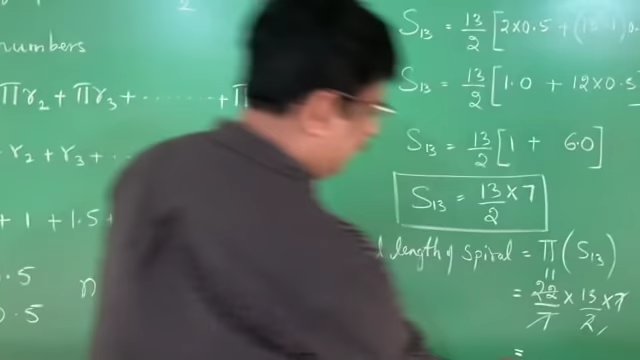 2
numbers
πr₂ + πr₃ + ........ + π
r₂ + r₃ + ..
+ 1 + 1.5 +
.5
n
0.5
S₁₃ = 13/2 [2×0.5 +
S₁₃ = 13/2 [1.0 + 12×0.5]
S₁₃ = 13/2 [1 + 6.0]
S₁₃ = 13/2 × 7
length of spiral = π (S₁₃)
= 22/7 × 13/2 × 7
=